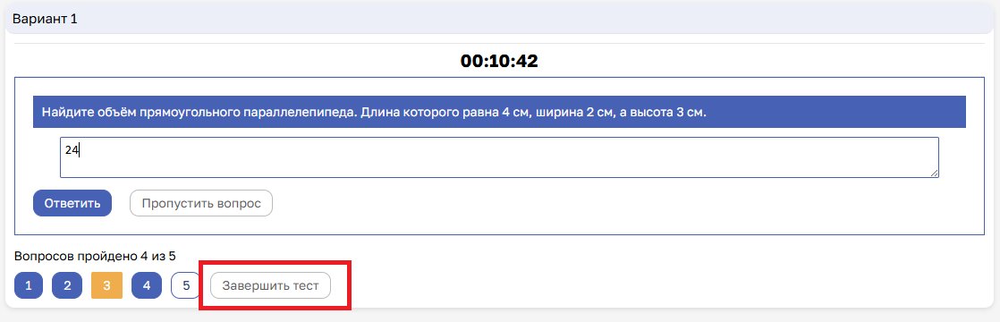 Вариант 1
00:10:42
Найдите объём прямоугольного параллелепипеда. Длина которого равна 4 см, ширина 2 см, а высота 3 см.
24
Ответить Пропустить вопрос
Вопросов пройдено 4 из 5
1 2 3 4 5 Завершить тест